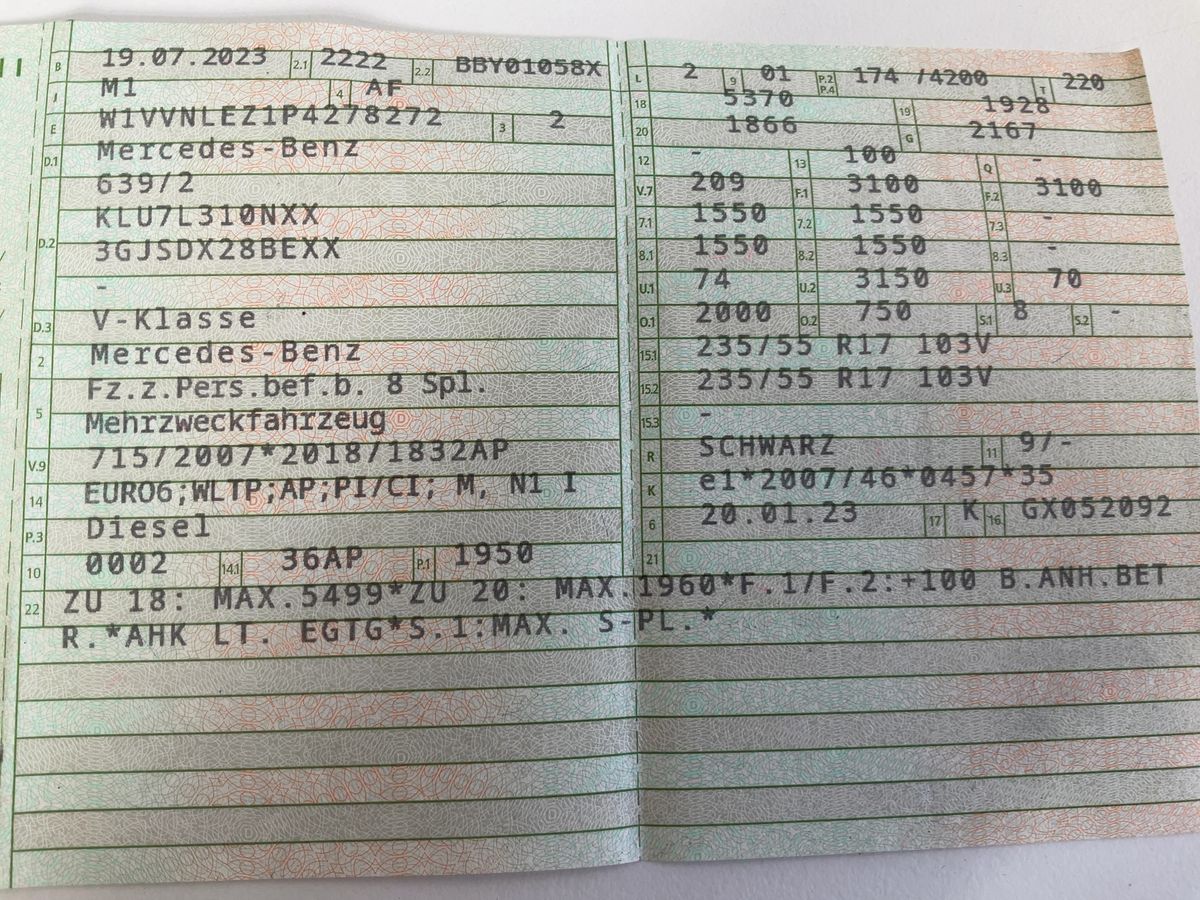 B 19.07.2023 2.1 2222 2.2 BBY01058X
J M1 4 AF
E W1VVNLEZ1P4278272 3 2
D.1 Mercedes-Benz
639/2
D.2 KLU7L310NXX
3GJSDX28BEXX
-
D.3 V-Klasse
2 Mercedes-Benz
5 Fz.z.Pers.bef.b. 8 Spl.
Mehrzweckfahrzeug
V.9 715/2007*2018/1832AP
14 EURO6;WLTP;AP;PI/CI; M, N1 I
P.3 Diesel
10 0002 14.1 36AP P.1 1950
L 2 9 01 P.2 P.4 174 /4200 T 220
18 5370 19 1928
20 1866 G 2167
12 - 13 100 Q -
V.7 209 F.1 3100 F.2 3100
7.1 1550 7.2 1550 7.3 -
8.1 1550 8.2 1550 8.3 -
U.1 74 U.2 3150 U.3 70
O.1 2000 O.2 750 S.1 8 S.2 -
15.1 235/55 R17 103V
15.2 235/55 R17 103V
15.3 -
R SCHWARZ 11 9/-
K e1*2007/46*0457*35
6 20.01.23 17 K 16 GX052092
21
22 ZU 18: MAX.5499*ZU 20: MAX.1960*F.1/F.2:+100 B.ANH.BET
R.*AHK LT. EGTG*S.1:MAX. S-PL.*